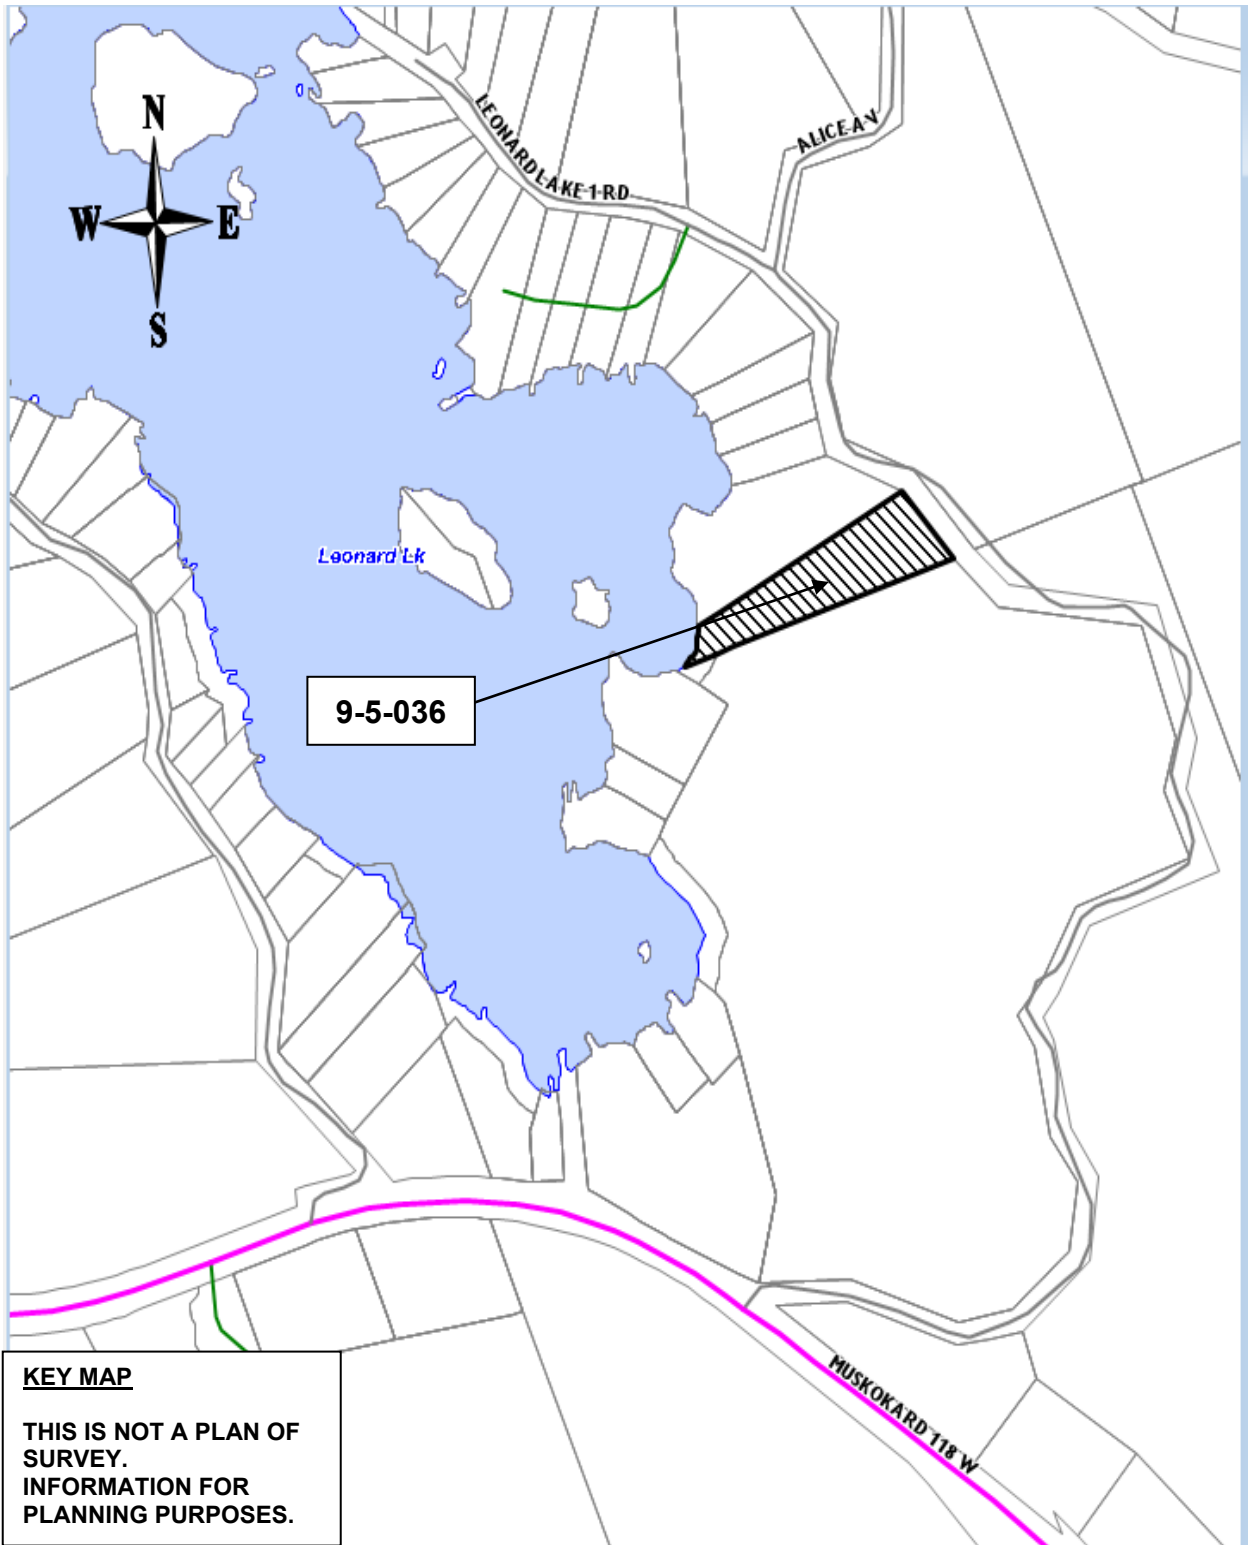 N
LEONARD LAKE 1 RD
ALICE AV
W
E
S
Leonard Lk
9-5-036
MUSKOKA RD 118 W
KEY MAP
THIS IS NOT A PLAN OF
SURVEY.
INFORMATION FOR
PLANNING PURPOSES.